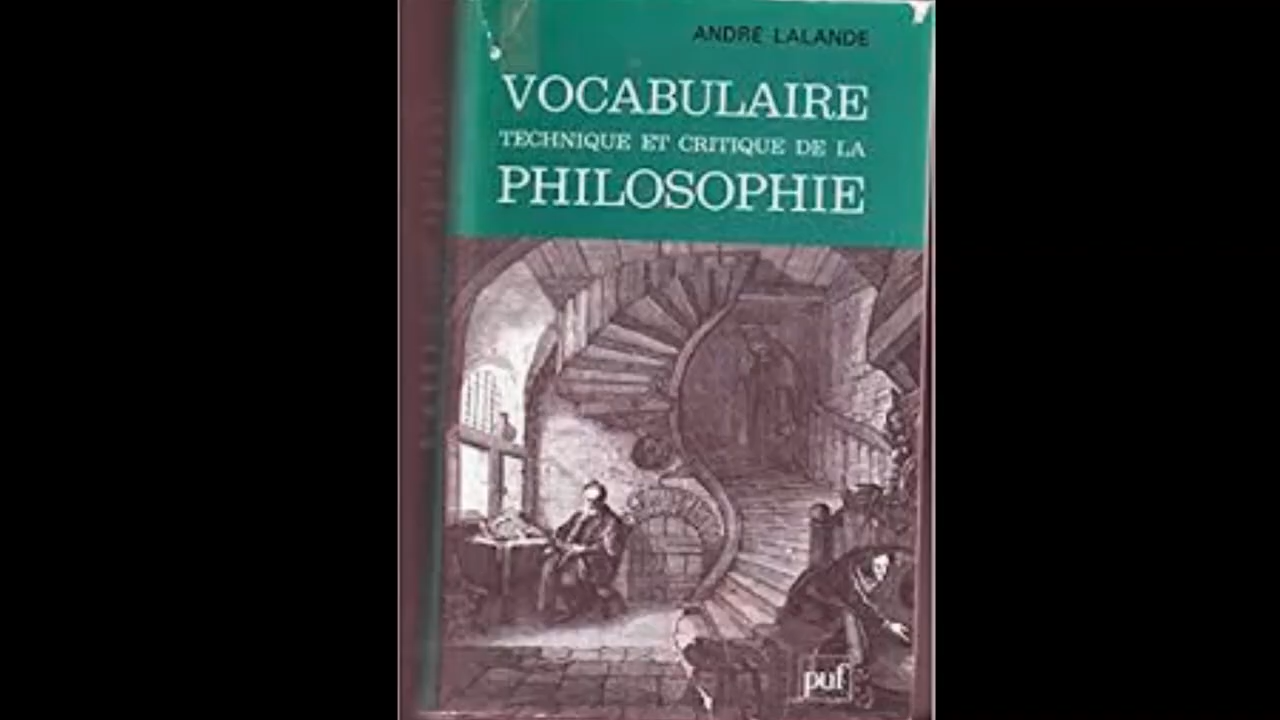 ANDRÉ LALANDE
VOCABULAIRE
TECHNIQUE ET CRITIQUE DE LA
PHILOSOPHIE
puf